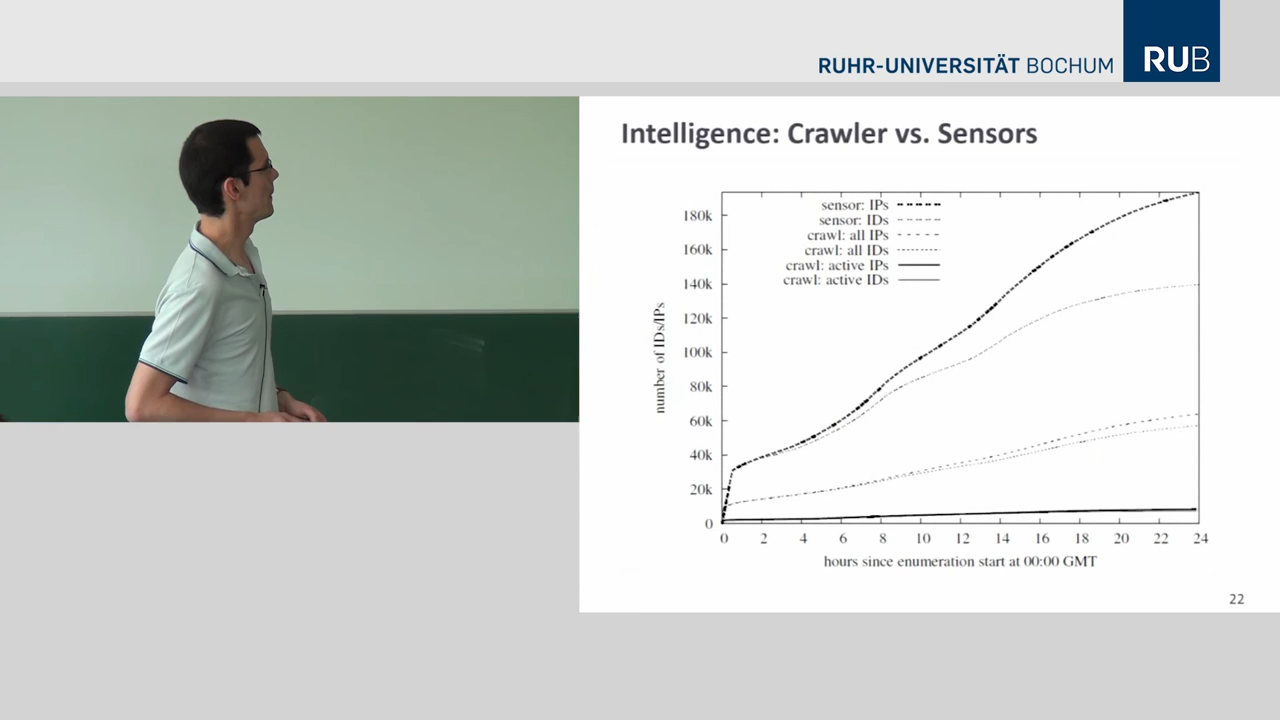 RUHR-UNIVERSITÄT BOCHUM
RUB
Intelligence: Crawler vs. Sensors
sensor: IPs
sensor: IDs
crawl: all IPs
crawl: all IDs
crawl: active IPs
crawl: active IDs
number of IDs/IPs
180k
160k
140k
120k
100k
80k
60k
40k
20k
0
0 2 4 6 8 10 12 14 16 18 20 22 24
hours since enumeration start at 00:00 GMT
22